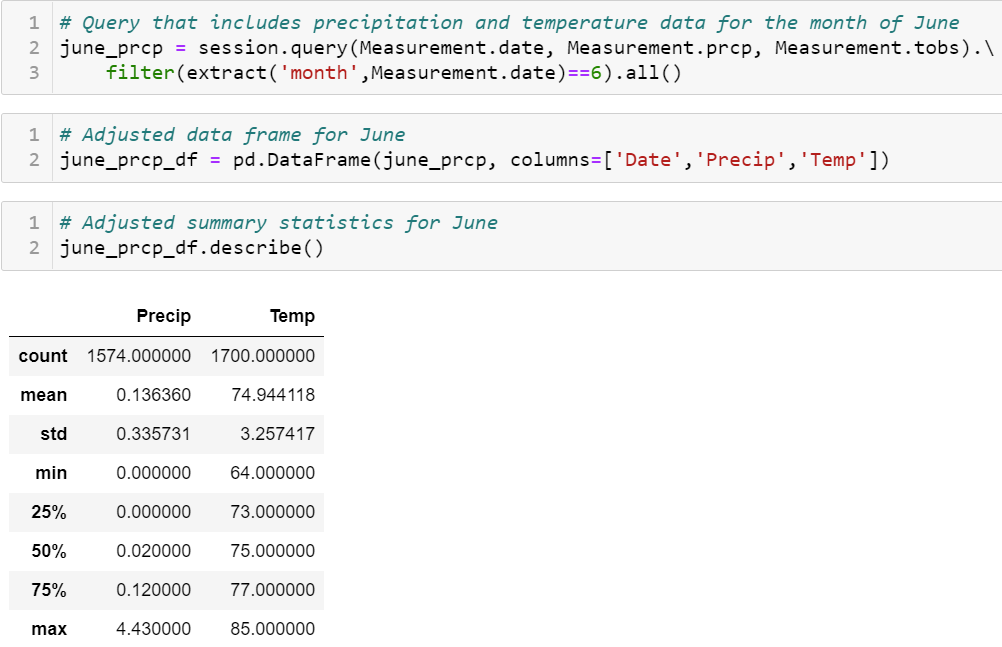 1 # Query that includes precipitation and temperature data for the month of June
2 june_prcp = session.query(Measurement.date, Measurement.prcp, Measurement.tobs).\
3     filter(extract('month',Measurement.date)==6).all()
1 # Adjusted data frame for June
2 june_prcp_df = pd.DataFrame(june_prcp, columns=['Date','Precip','Temp'])
1 # Adjusted summary statistics for June
2 june_prcp_df.describe()
Precip Temp
count 1574.000000 1700.000000
mean 0.136360 74.944118
std 0.335731 3.257417
min 0.000000 64.000000
25% 0.000000 73.000000
50% 0.020000 75.000000
75% 0.120000 77.000000
max 4.430000 85.000000